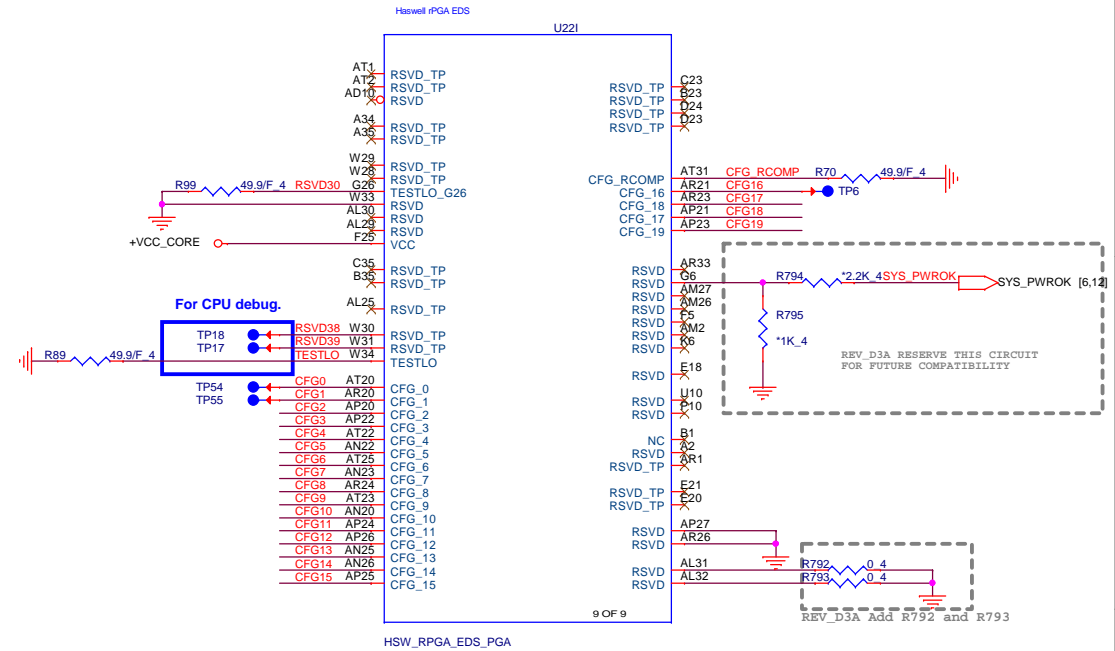 Haswell rPGA EDS
U22I
AT1 RSVD_TP
AT2 RSVD_TP
AD10 RSVD
A34 RSVD_TP
A35 RSVD_TP
W29 RSVD_TP
W28 RSVD_TP
R99 49.9/F_4 RSVD30 G26 TESTLO_G26
W33 RSVD
AL30 RSVD
AL29 RSVD
+VCC_CORE F25 VCC
C35 RSVD_TP
B35 RSVD_TP
AL25 RSVD_TP
For CPU debug.
TP18 RSVD38 W30 RSVD_TP
TP17 RSVD39 W31 RSVD_TP
R89 49.9/F_4 TESTLO W34 TESTLO
TP54 CFG0 AT20 CFG_0
TP55 CFG1 AR20 CFG_1
CFG2 AP20 CFG_2
CFG3 AP22 CFG_3
CFG4 AT22 CFG_4
CFG5 AN22 CFG_5
CFG6 AT25 CFG_6
CFG7 AN23 CFG_7
CFG8 AR24 CFG_8
CFG9 AT23 CFG_9
CFG10 AN20 CFG_10
CFG11 AP24 CFG_11
CFG12 AP26 CFG_12
CFG13 AN25 CFG_13
CFG14 AN26 CFG_14
CFG15 AP25 CFG_15
RSVD_TP C23
RSVD_TP B23
RSVD_TP D24
RSVD_TP D23
CFG_RCOMP AT31 CFG_RCOMP R70 49.9/F_4
CFG_16 AR21 CFG16 TP6
CFG_18 AR23 CFG17
CFG_17 AP21 CFG18
CFG_19 AP23 CFG19
RSVD AR33
RSVD G6 R794 *2.2K_4 SYS_PWROK SYS_PWROK [6,12]
RSVD AM27
RSVD AM26
RSVD F5
RSVD AM2
RSVD K6
R795
*1K_4
REV_D3A RESERVE THIS CIRCUIT
FOR FUTURE COMPATIBILITY
RSVD E18
RSVD U10
RSVD P10
NC B1
RSVD A2
RSVD_TP AR1
RSVD_TP E21
RSVD_TP E20
RSVD AP27
RSVD AR26
RSVD AL31 R792 0_4
RSVD AL32 R793 0_4
REV_D3A Add R792 and R793
9 OF 9
HSW_RPGA_EDS_PGA